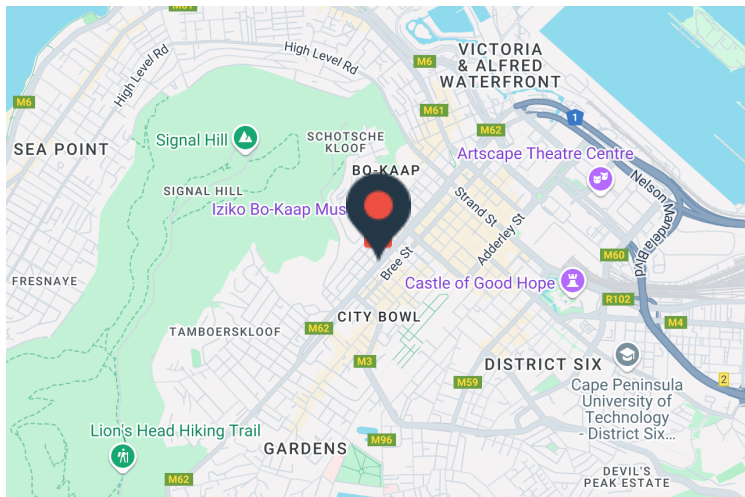 M61
High Level Rd
VICTORIA
& ALFRED
WATERFRONT
M6
High Level Rd
M6
M61
1
M62
SCHOTSCHE
KLOOF
Signal Hill
SEA POINT
Artscape Theatre Centre
BO-KAAP
SIGNAL HILL
Strand St
Nelson Mandela Blvd
Iziko Bo-Kaap Mus
Adderley St
Bree St
M60
FRESNAYE
Castle of Good Hope
R102
CITY BOWL
M4
TAMBOERSKLOOF
M62
M3
DISTRICT SIX
M59
2
Cape Peninsula
University of
Technology
- District Six...
Lion's Head Hiking Trail
M96
GARDENS
M62
DEVIL'S
PEAK ESTATE